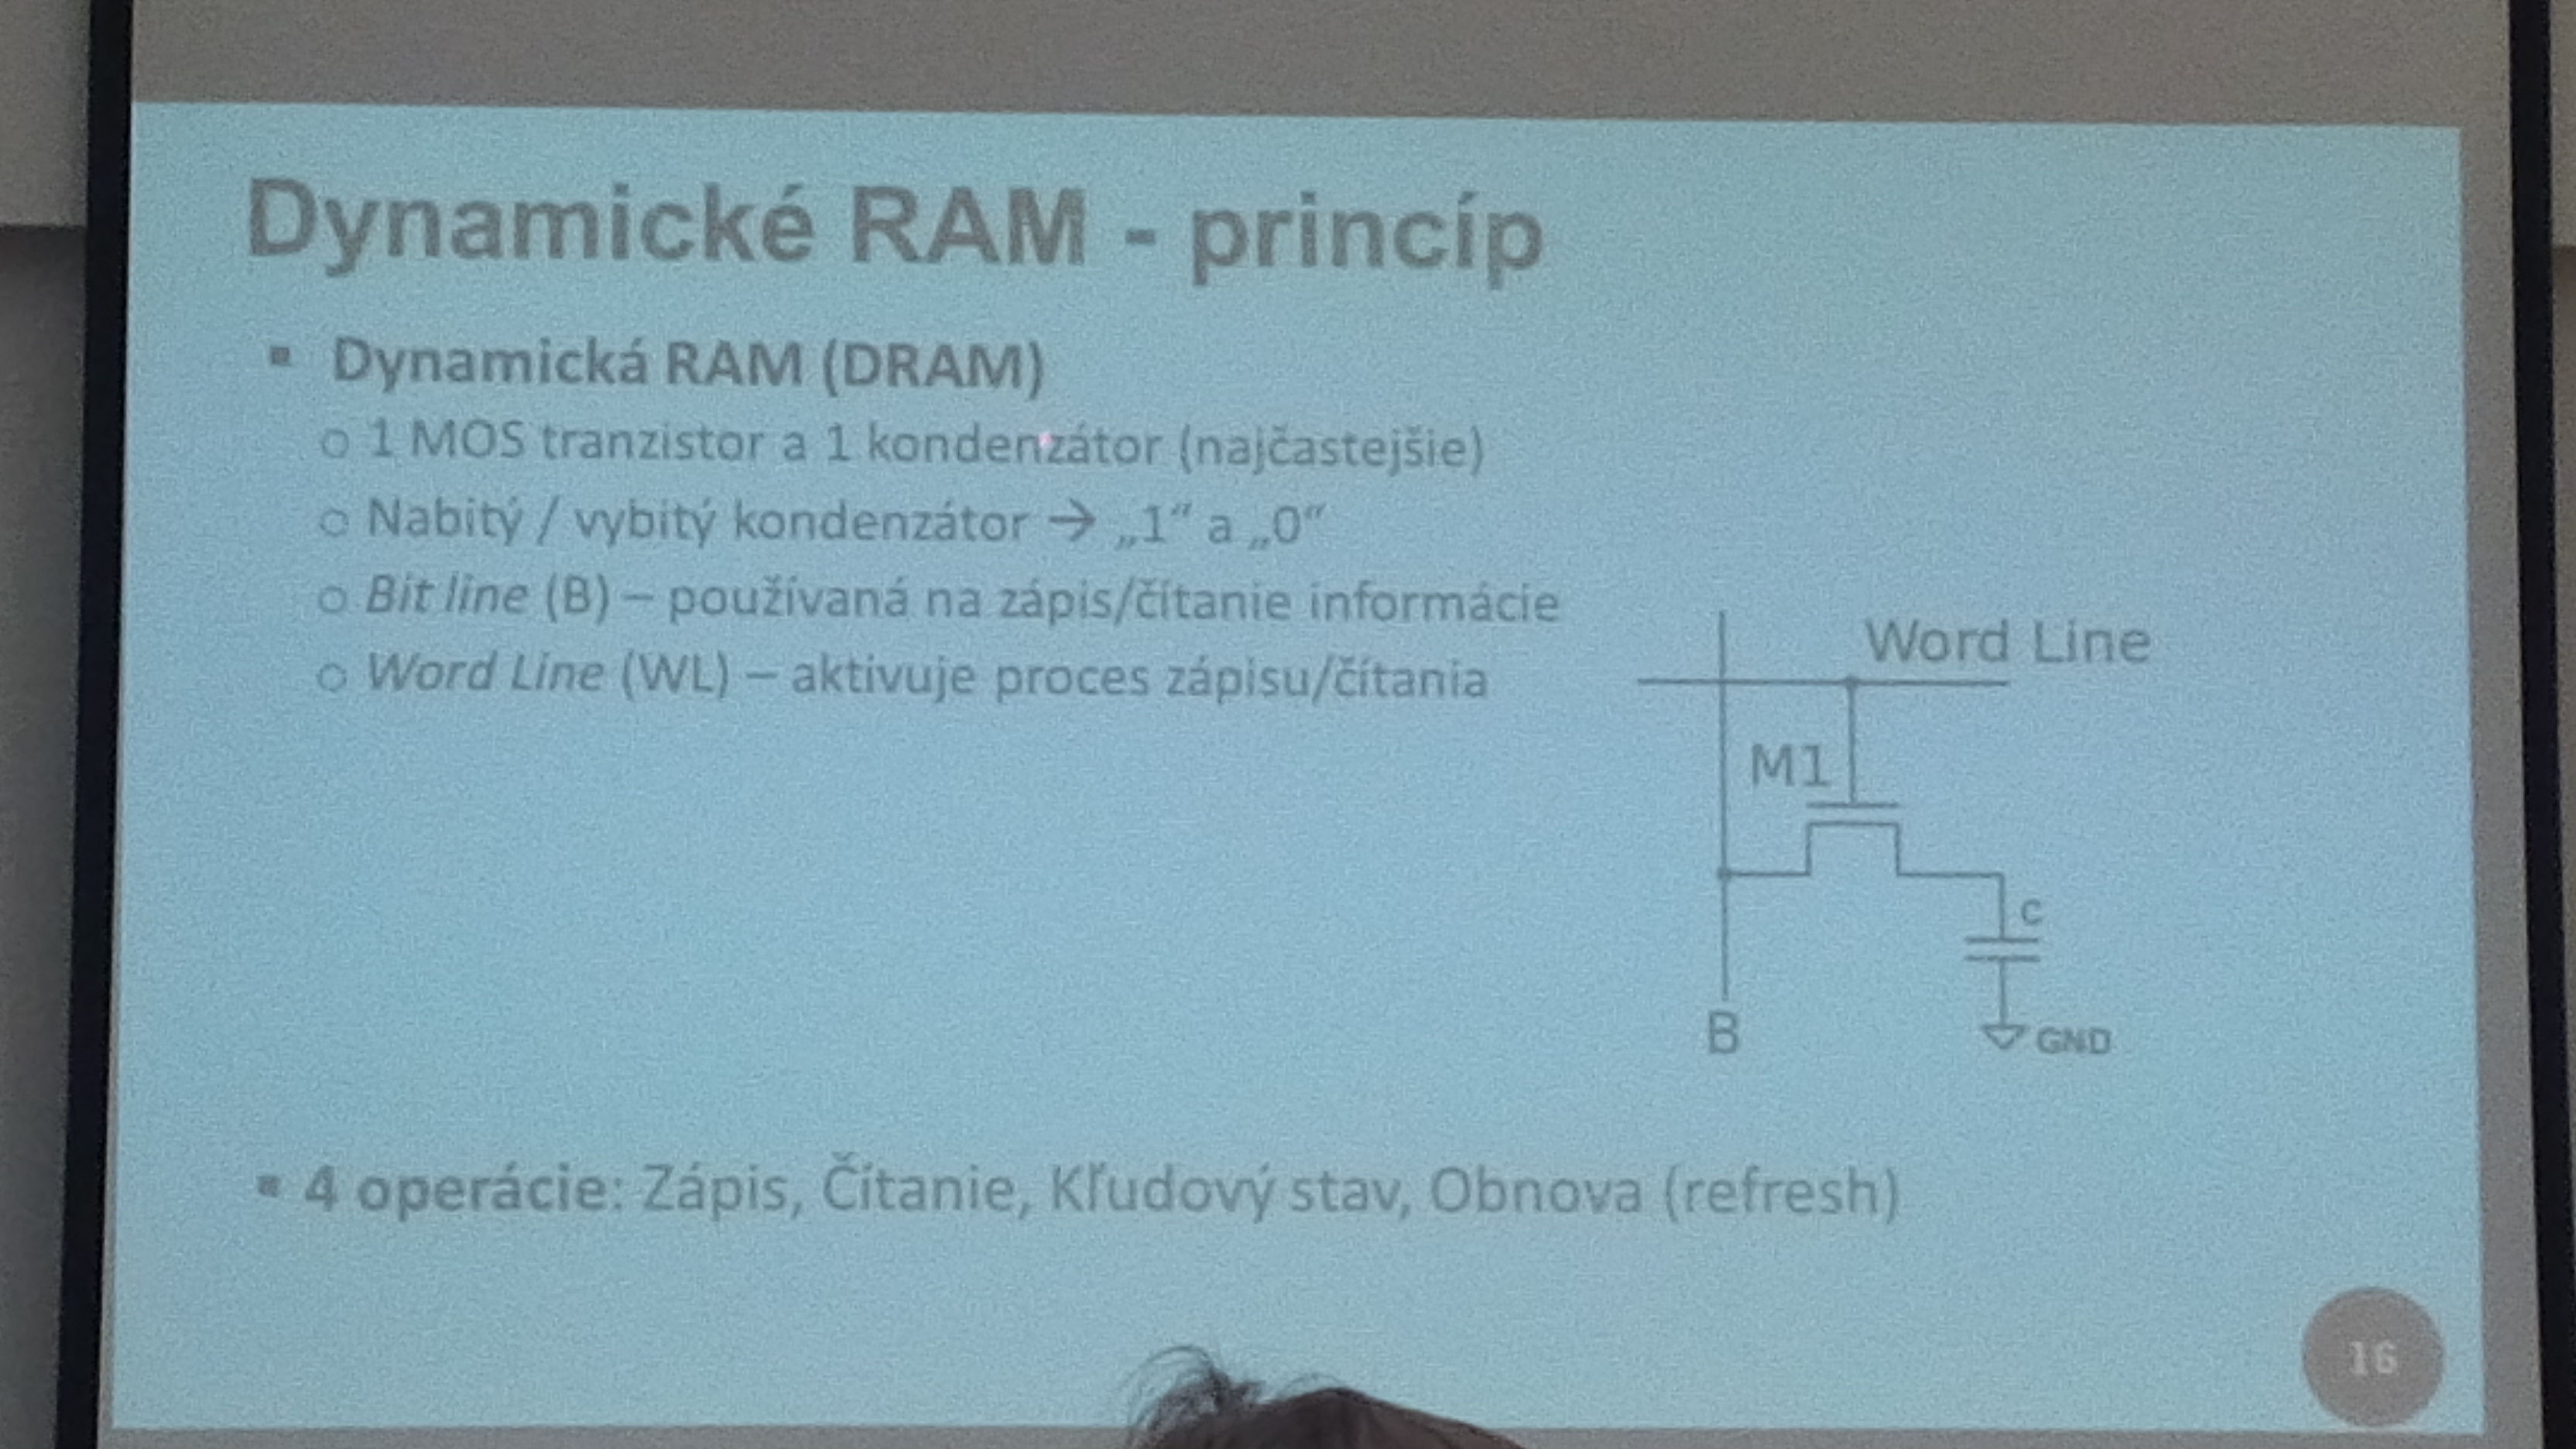 Dynamické RAM - princíp
▪ Dynamická RAM (DRAM)
o 1 MOS tranzistor a 1 kondenzátor (najčastejšie)
o Nabitý / vybitý kondenzátor → „1“ a „0“
o Bit line (B) – používaná na zápis/čítanie informácie
o Word Line (WL) – aktivuje proces zápisu/čítania
Word Line
M1
C
B
GND
▪ 4 operácie: Zápis, Čítanie, Kľudový stav, Obnova (refresh)
16